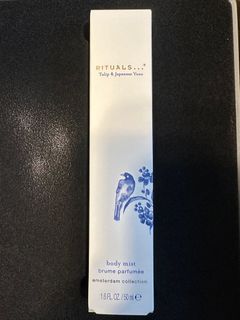 RITUALS...®
Tulip & Japanese Yuzu
body mist
brume parfumée
amsterdam collection
1.6 FL.OZ / 50 ml ℮